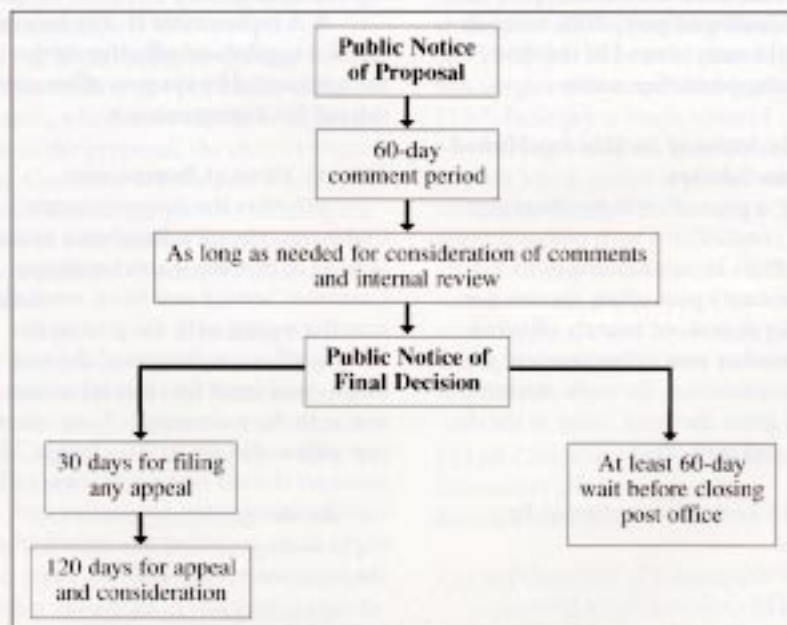 Public Notice
of Proposal
60-day
comment period
As long as needed for consideration of comments
and internal review
Public Notice of
Final Decision
30 days for filing
any appeal
At least 60-day
wait before closing
post office
120 days for appeal
and consideration